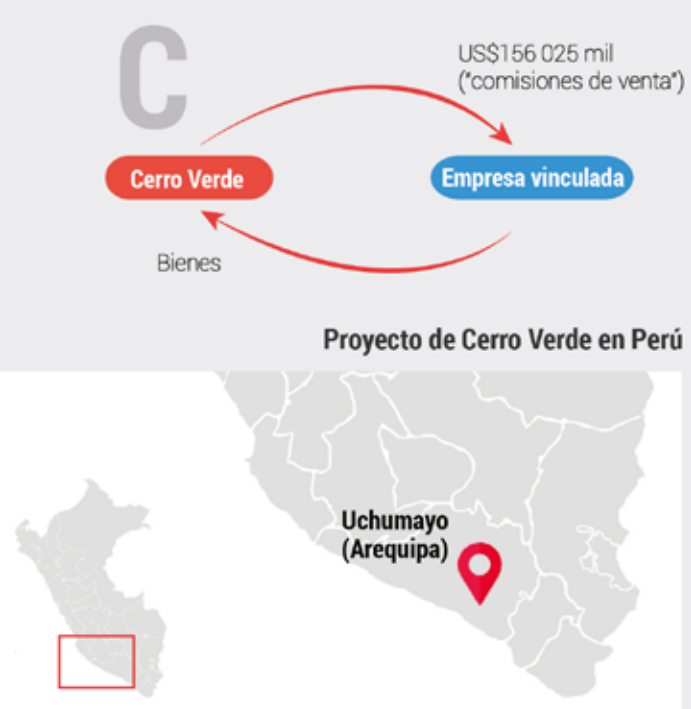 C
US$156 025 mil
("comisiones de venta")
Cerro Verde
Empresa vinculada
Bienes
Proyecto de Cerro Verde en Perú
Uchumayo
(Arequipa)